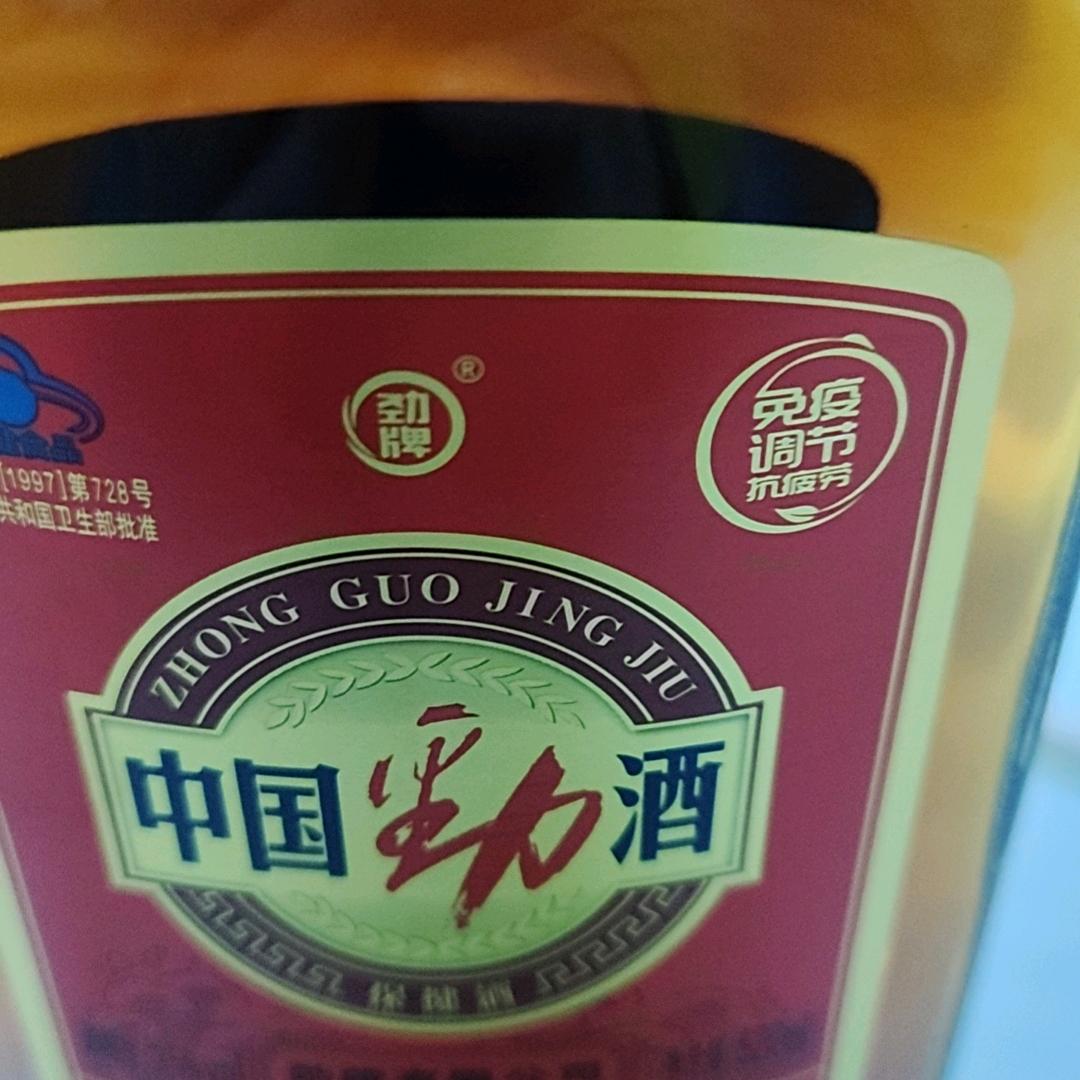 劲
牌
®
免疫
调节
抗疲劳
[1997]第728号
共和国卫生部批准
ZHONG GUO JING JIU
中国劲酒
保健酒